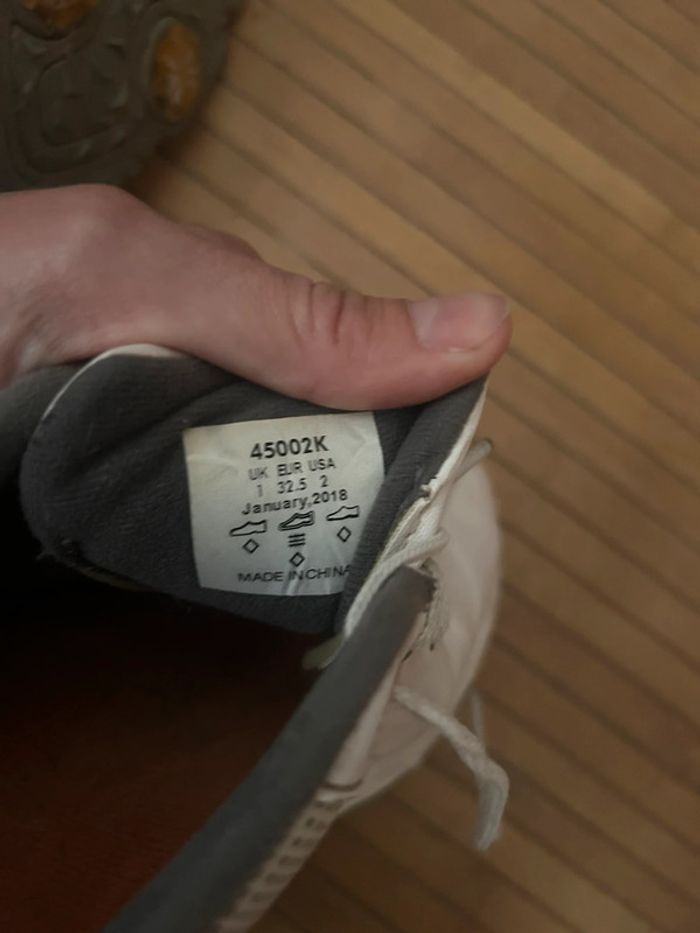 45002K
UK EUR USA
1 32.5 2
January,2018
MADE IN CHINA